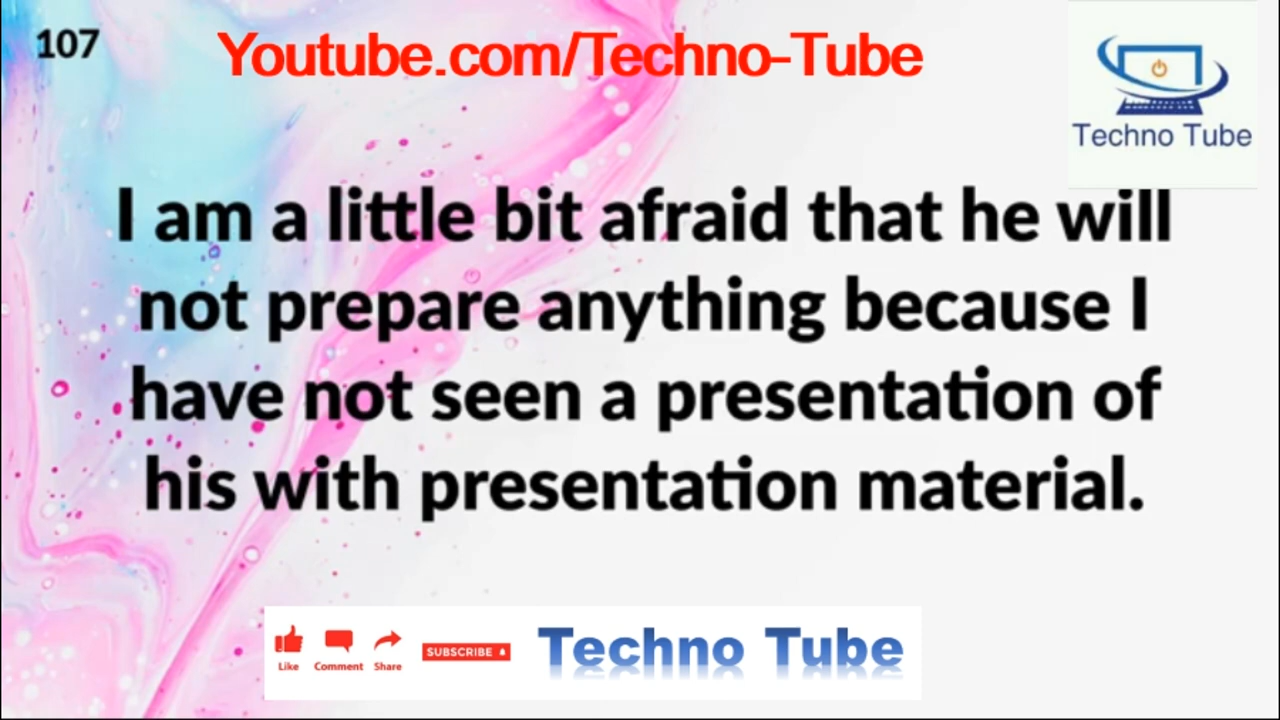 107
Youtube.com/Techno-Tube
Techno Tube
I am a little bit afraid that he will
not prepare anything because I
have not seen a presentation of
his with presentation material.
Like Comment Share
SUBSCRIBE
Techno Tube